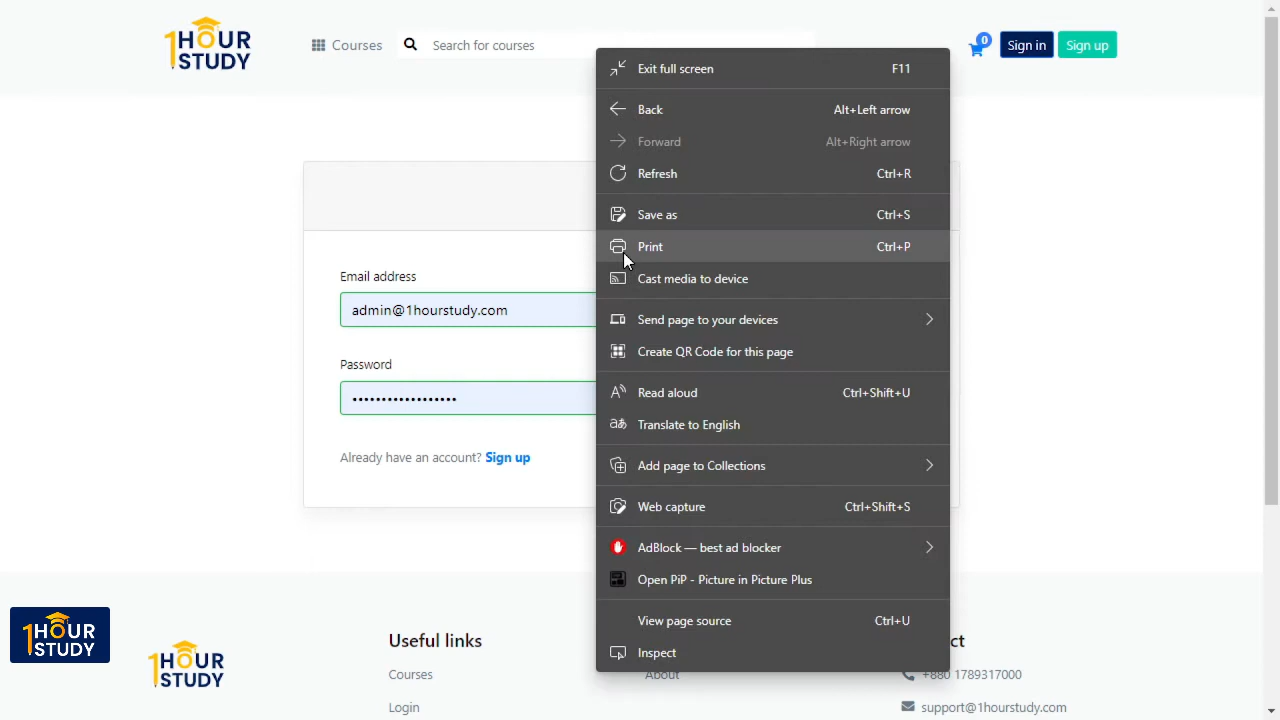 1HOUR
STUDY
Courses
Search for courses
0
Sign in
Sign up
Exit full screen F11
Back Alt+Left arrow
Forward Alt+Right arrow
Refresh Ctrl+R
Save as Ctrl+S
Print Ctrl+P
Cast media to device
Send page to your devices
Create QR Code for this page
Read aloud Ctrl+Shift+U
Translate to English
Add page to Collections
Web capture Ctrl+Shift+S
AdBlock — best ad blocker
Open PiP - Picture in Picture Plus
View page source Ctrl+U
Inspect
Email address
admin@1hourstudy.com
Password
••••••••••••••••••
Already have an account? Sign up
1HOUR
STUDY
1HOUR
STUDY
Useful links
Courses
Login
About
ct
+880 1789317000
support@1hourstudy.com